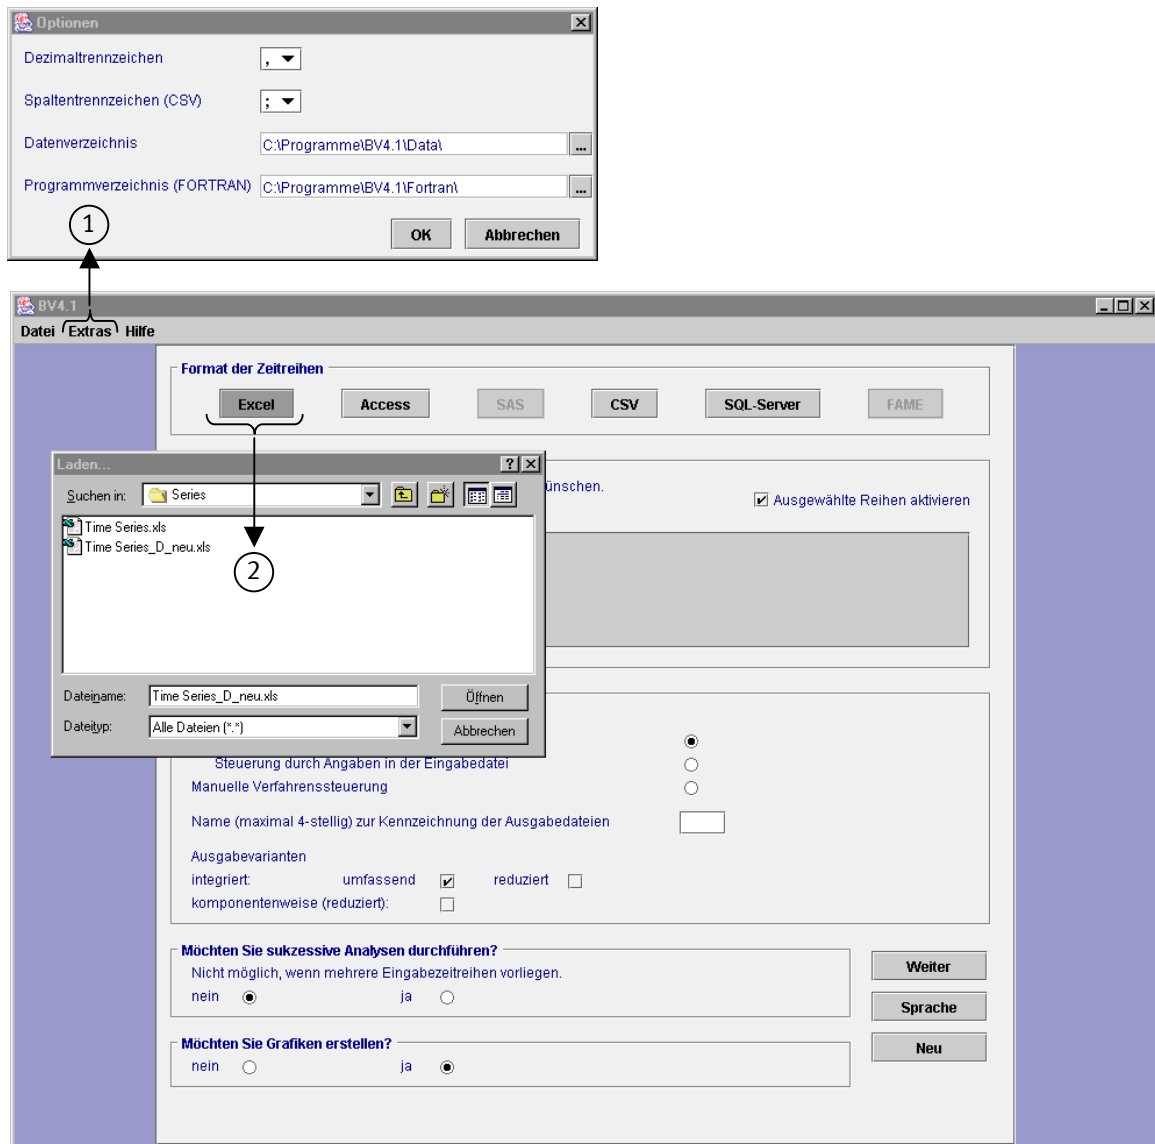 Optionen
Dezimaltrennzeichen ,
Spaltentrennzeichen (CSV) ;
Datenverzeichnis C:\Programme\BV4.1\Data\ ...
Programmverzeichnis (FORTRAN) C:\Programme\BV4.1\Fortran\ ...
1
OK Abbrechen
BV4.1
Datei Extras Hilfe
Format der Zeitreihen
Excel Access SAS CSV SQL-Server FAME
Laden...
Suchen in: Series
ünschen.
Ausgewählte Reihen aktivieren
Time Series.xls
Time Series_D_neu.xls
2
Dateiname: Time Series_D_neu.xls Öffnen
Dateityp: Alle Dateien (*.*) Abbrechen
Steuerung durch Angaben in der Eingabedatei
Manuelle Verfahrenssteuerung
Name (maximal 4-stellig) zur Kennzeichnung der Ausgabedateien
Ausgabevarianten
integriert: umfassend reduziert
komponentenweise (reduziert):
Möchten Sie sukzessive Analysen durchführen?
Nicht möglich, wenn mehrere Eingabezeitreihen vorliegen.
nein ja
Weiter
Sprache
Möchten Sie Grafiken erstellen?
nein ja
Neu